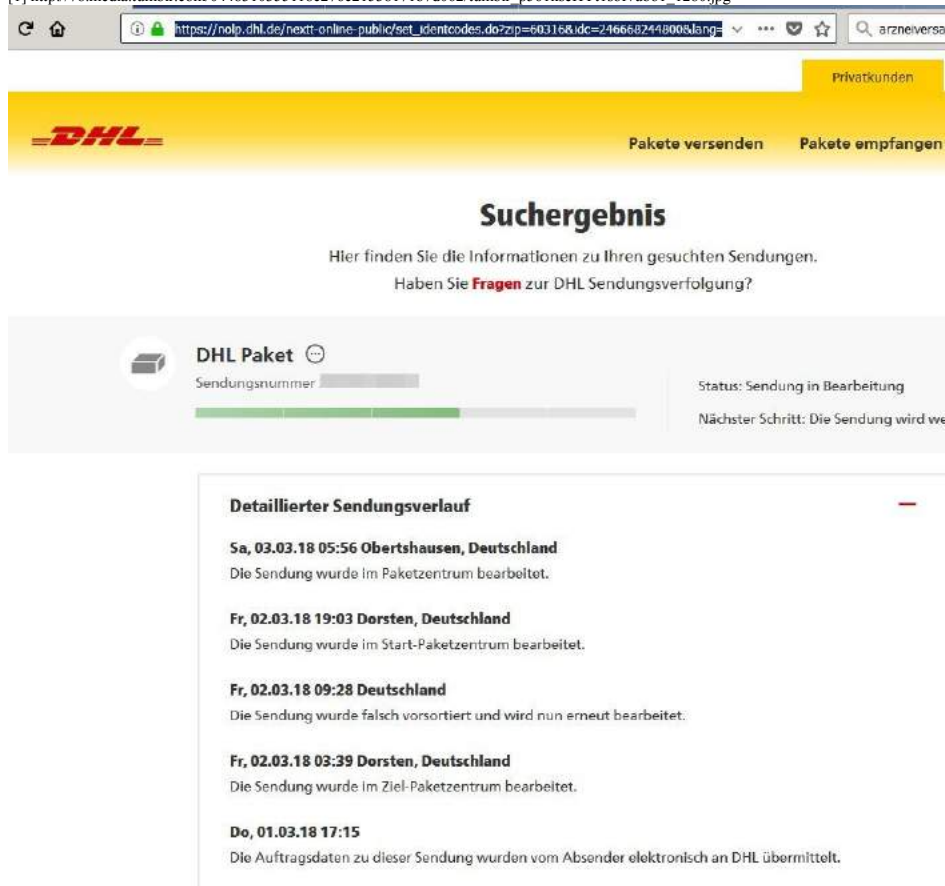 https://nolp.dhl.de/nextt-online-public/set_identcodes.do?zip=60316&idc=246668244800&lang=
arzneiversa
Privatkunden
DHL
Pakete versenden Pakete empfangen
Suchergebnis
Hier finden Sie die Informationen zu Ihren gesuchten Sendungen.
Haben Sie Fragen zur DHL Sendungsverfolgung?
DHL Paket
Sendungsnummer
Status: Sendung in Bearbeitung
Nächster Schritt: Die Sendung wird we
Detaillierter Sendungsverlauf
Sa, 03.03.18 05:56 Obertshausen, Deutschland
Die Sendung wurde im Paketzentrum bearbeitet.
Fr, 02.03.18 19:03 Dorsten, Deutschland
Die Sendung wurde im Start-Paketzentrum bearbeitet.
Fr, 02.03.18 09:28 Deutschland
Die Sendung wurde falsch vorsortiert und wird nun erneut bearbeitet.
Fr, 02.03.18 03:39 Dorsten, Deutschland
Die Sendung wurde im Ziel-Paketzentrum bearbeitet.
Do, 01.03.18 17:15
Die Auftragsdaten zu dieser Sendung wurden vom Absender elektronisch an DHL übermittelt.